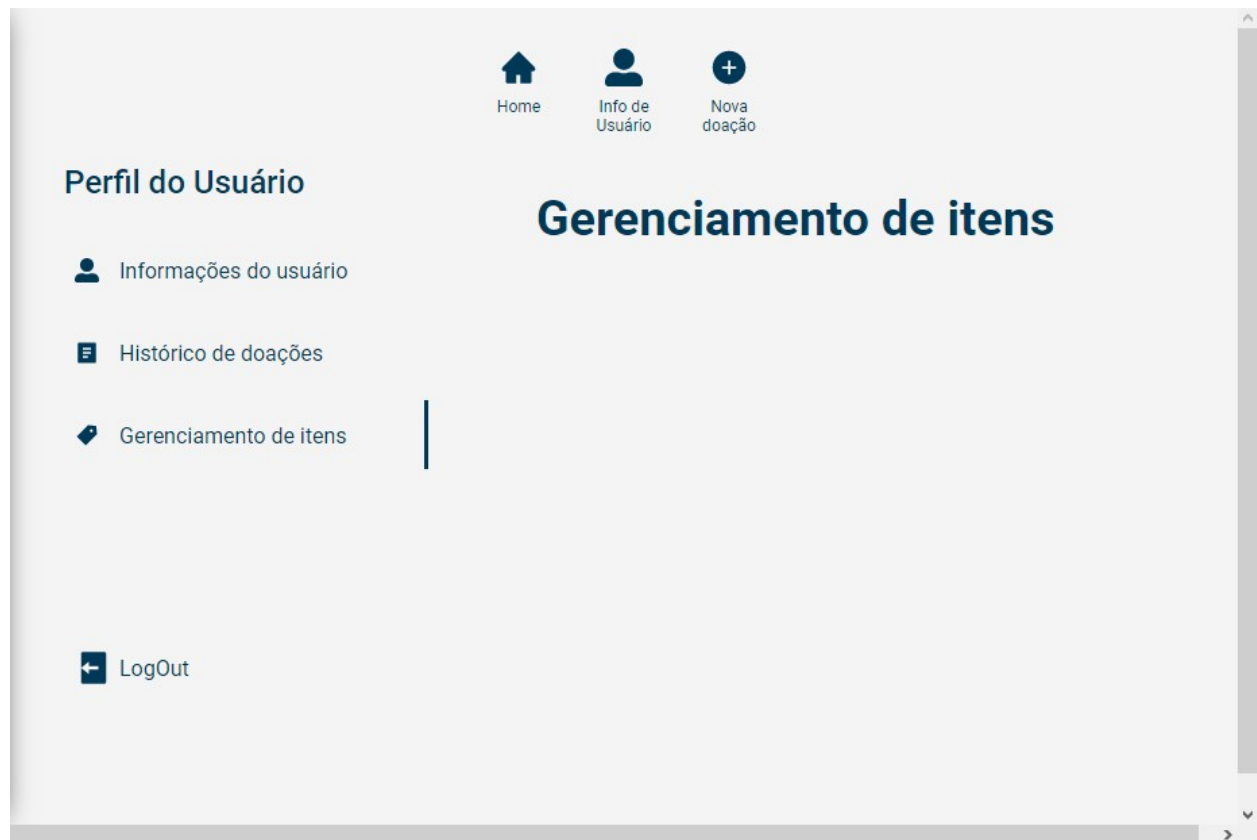 Home
Info de
Usuário
Nova
doação
Perfil do Usuário
Gerenciamento de itens
Informações do usuário
Histórico de doações
Gerenciamento de itens
LogOut